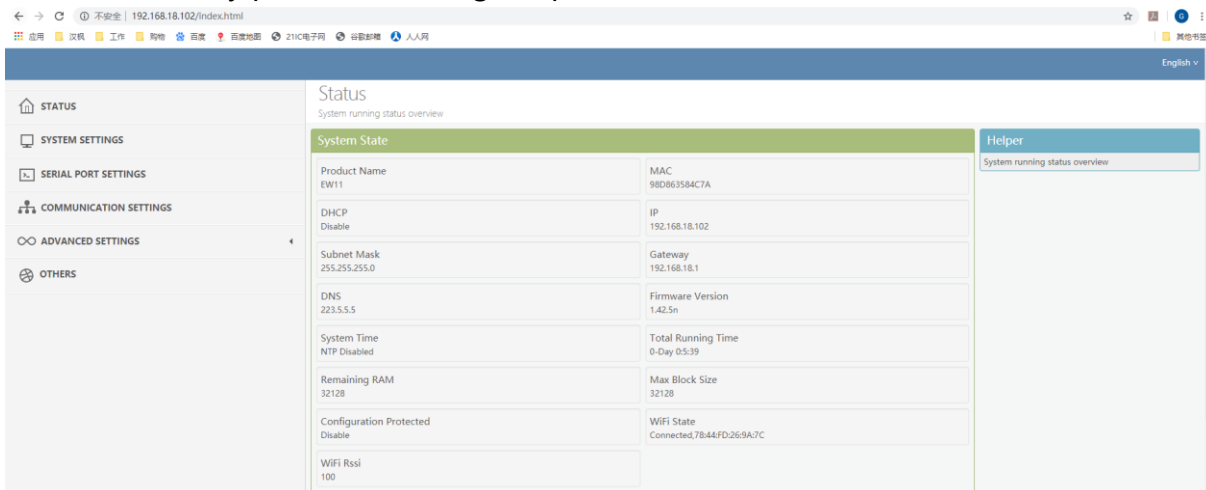 不安全 | 192.168.18.102/index.html
G
应用 汉枫 工作 购物 百度 百度地图 21IC电子网 谷歌邮箱 人人网 其他书签
English
STATUS
SYSTEM SETTINGS
SERIAL PORT SETTINGS
COMMUNICATION SETTINGS
ADVANCED SETTINGS
OTHERS
Status
System running status overview
System State
Product Name
EW11
MAC
98D863584C7A
DHCP
Disable
IP
192.168.18.102
Subnet Mask
255.255.255.0
Gateway
192.168.18.1
DNS
223.5.5.5
Firmware Version
1.42.5n
System Time
NTP Disabled
Total Running Time
0-Day 0:5:39
Remaining RAM
32128
Max Block Size
32128
Configuration Protected
Disable
WiFi State
Connected,78:44:FD:26:9A:7C
WiFi Rssi
100
Helper
System running status overview